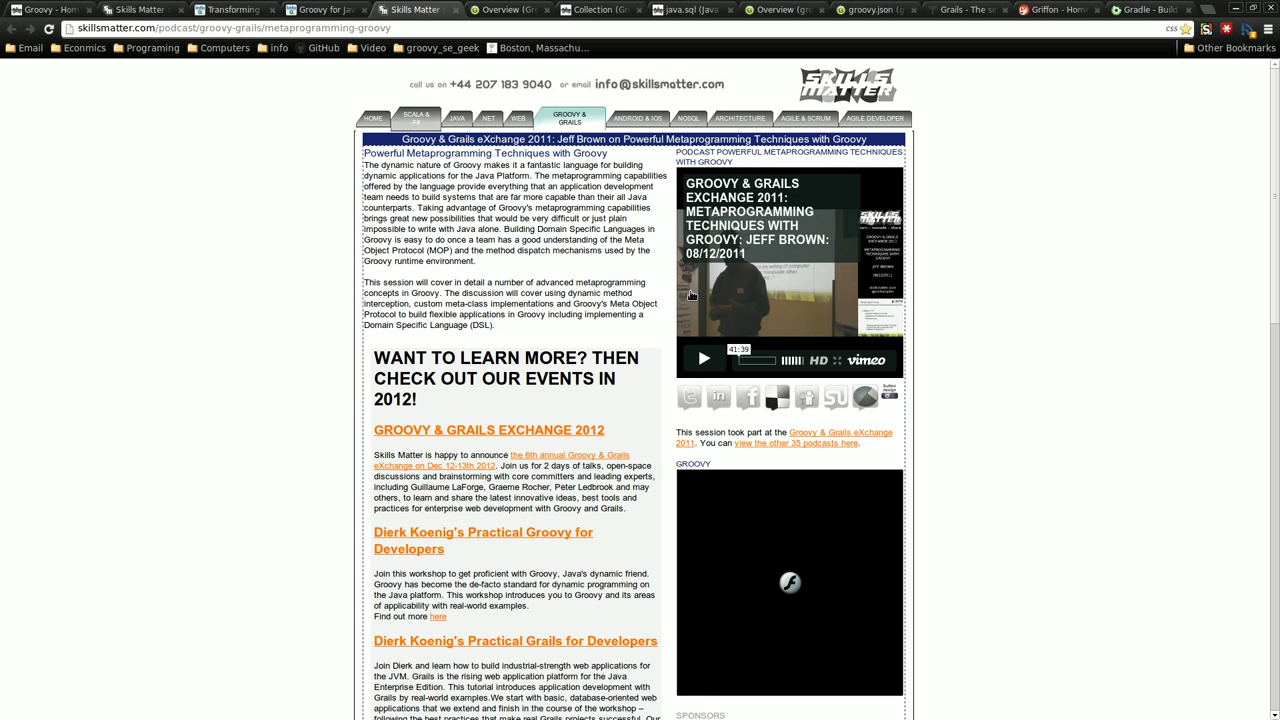 Groovy - Hom
Skills Matter :
Transforming
Groovy for Jav
Skills Matter :
Overview (Gro
Collection (Gr
java.sql (Java
Overview (gro
groovy.json (
Grails - The se
Griffon - Home
Gradle - Build
skillsmatter.com/podcast/groovy-grails/metaprogramming-groovy
css
Email
Econmics
Programing
Computers
info
GitHub
Video
groovy_se_geek
Boston, Massachu...
Other Bookmarks
call us on +44 207 183 9040 or email info@skillsmatter.com
SKILLS MATTER
HOME
SCALA & F#
JAVA
.NET
WEB
GROOVY & GRAILS
ANDROID & IOS
NOSQL
ARCHITECTURE
AGILE & SCRUM
AGILE DEVELOPER
Groovy & Grails eXchange 2011: Jeff Brown on Powerful Metaprogramming Techniques with Groovy
Powerful Metaprogramming Techniques with Groovy
The dynamic nature of Groovy makes it a fantastic language for building
dynamic applications for the Java Platform. The metaprogramming capabilities
offered by the language provide everything that an application development
team needs to build systems that are far more capable than their all Java
counterparts. Taking advantage of Groovy's metaprogramming capabilities
brings great new possibilities that would be very difficult or just plain
impossible to write with Java alone. Building Domain Specific Languages in
Groovy is easy to do once a team has a good understanding of the Meta
Object Protocol (MOP) and the method dispatch mechanisms used by the
Groovy runtime environment.
This session will cover in detail a number of advanced metaprogramming
concepts in Groovy. The discussion will cover using dynamic method
interception, custom meta-class implementations and Groovy's Meta Object
Protocol to build flexible applications in Groovy including implementing a
Domain Specific Language (DSL).
WANT TO LEARN MORE? THEN
CHECK OUT OUR EVENTS IN
2012!
GROOVY & GRAILS EXCHANGE 2012
Skills Matter is happy to announce the 6th annual Groovy & Grails
eXchange on Dec 12-13th 2012. Join us for 2 days of talks, open-space
discussions and brainstorming with core committers and leading experts,
including Guillaume LaForge, Graeme Rocher, Peter Ledbrook and may
others, to learn and share the latest innovative ideas, best tools and
practices for enterprise web development with Groovy and Grails.
Dierk Koenig's Practical Groovy for
Developers
Join this workshop to get proficient with Groovy, Java's dynamic friend.
Groovy has become the de-facto standard for dynamic programming on
the Java platform. This workshop introduces you to Groovy and its areas
of applicability with real-world examples.
Find out more here
Dierk Koenig's Practical Grails for Developers
Join Dierk and learn how to build industrial-strength web applications for
the JVM. Grails is the rising web application platform for the Java
Enterprise Edition. This tutorial introduces application development with
Grails by real-world examples.We start with basic, database-oriented web
applications that we extend and finish in the course of the workshop –
following the best practices that make real Grails projects successful. Our
PODCAST POWERFUL METAPROGRAMMING TECHNIQUES
WITH GROOVY
GROOVY & GRAILS
EXCHANGE 2011:
METAPROGRAMMING
TECHNIQUES WITH
GROOVY: JEFF BROWN:
08/12/2011
SKILLS MATTER
GROOVY & GRAILS
EXCHANGE 2011:
METAPROGRAMMING
TECHNIQUES WITH
GROOVY
JEFF BROWN
08/12/2011
41:39
HD
vimeo
This session took part at the Groovy & Grails eXchange
2011. You can view the other 35 podcasts here.
GROOVY
SPONSORS